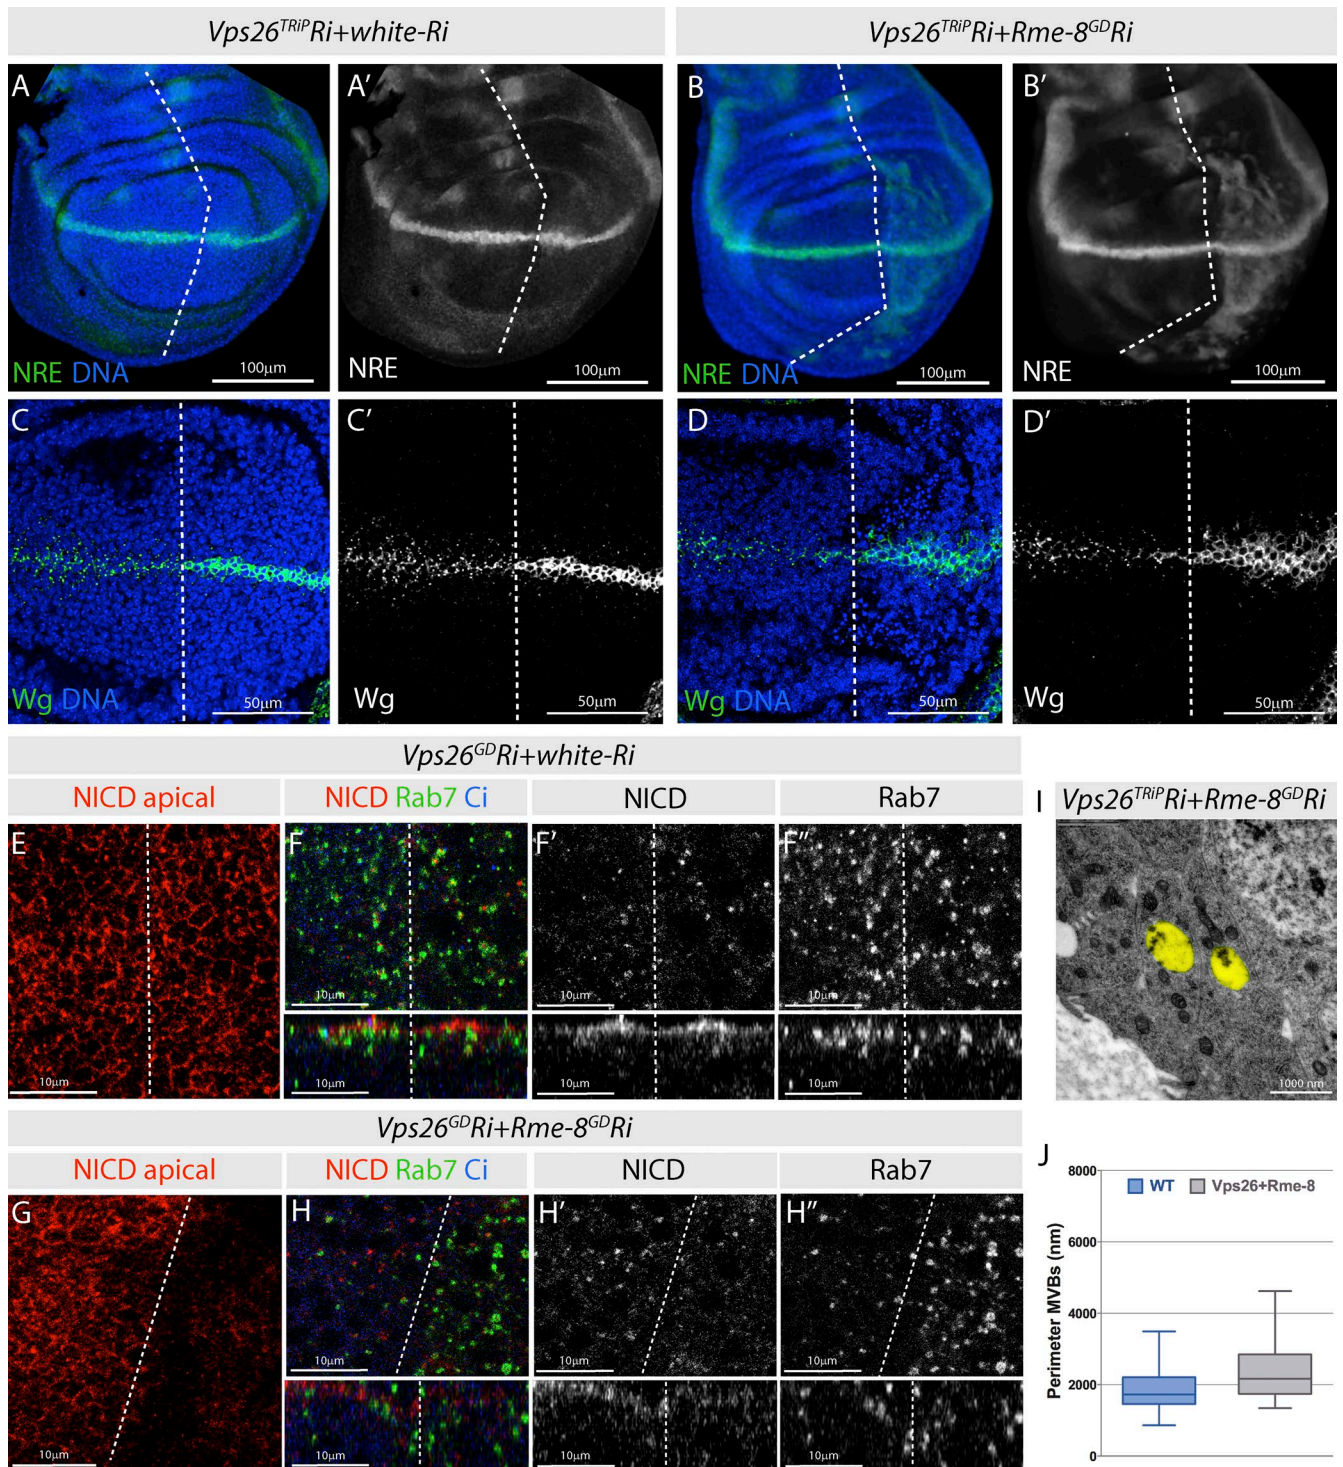 Vps26TRiPRi+white-Ri
Vps26TRiPRi+Rme-8GDRi
A
A'
B
B'
NRE DNA
100μm
NRE
100μm
NRE DNA
100μm
NRE
100μm
C
C'
D
D'
Wg DNA
50μm
Wg
50μm
Wg DNA
50μm
Wg
50μm
Vps26GDRi+white-Ri
NICD apical
NICD Rab7 Ci
NICD
Rab7
E
F
F'
F"
10μm
10μm
10μm
10μm
10μm
10μm
10μm
I
Vps26TRiPRi+Rme-8GDRi
1000 nm
Vps26GDRi+Rme-8GDRi
NICD apical
NICD Rab7 Ci
NICD
Rab7
G
H
H'
H"
10μm
10μm
10μm
10μm
10μm
10μm
10μm
J
WT
Vps26+Rme-8
Perimeter MVBs (nm)
8000
6000
4000
2000
0